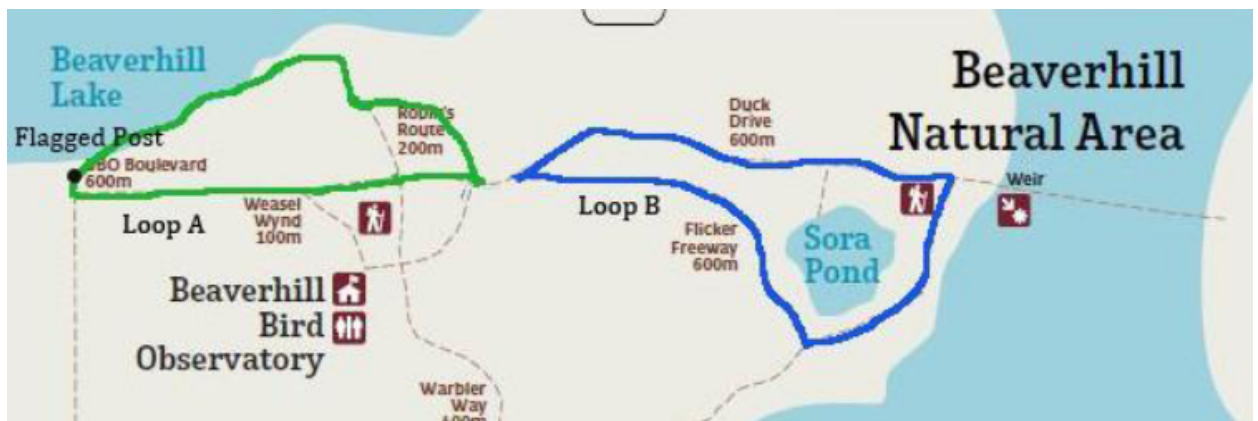 Beaverhill
Lake
Flagged Post
BBO Boulevard
600m
Robin's
Route
200m
Loop A
Weasel
Wynd
100m
Beaverhill
Bird
Observatory
Warbler
Way
Duck
Drive
600m
Loop B
Flicker
Freeway
600m
Sora
Pond
Beaverhill
Natural Area
Weir